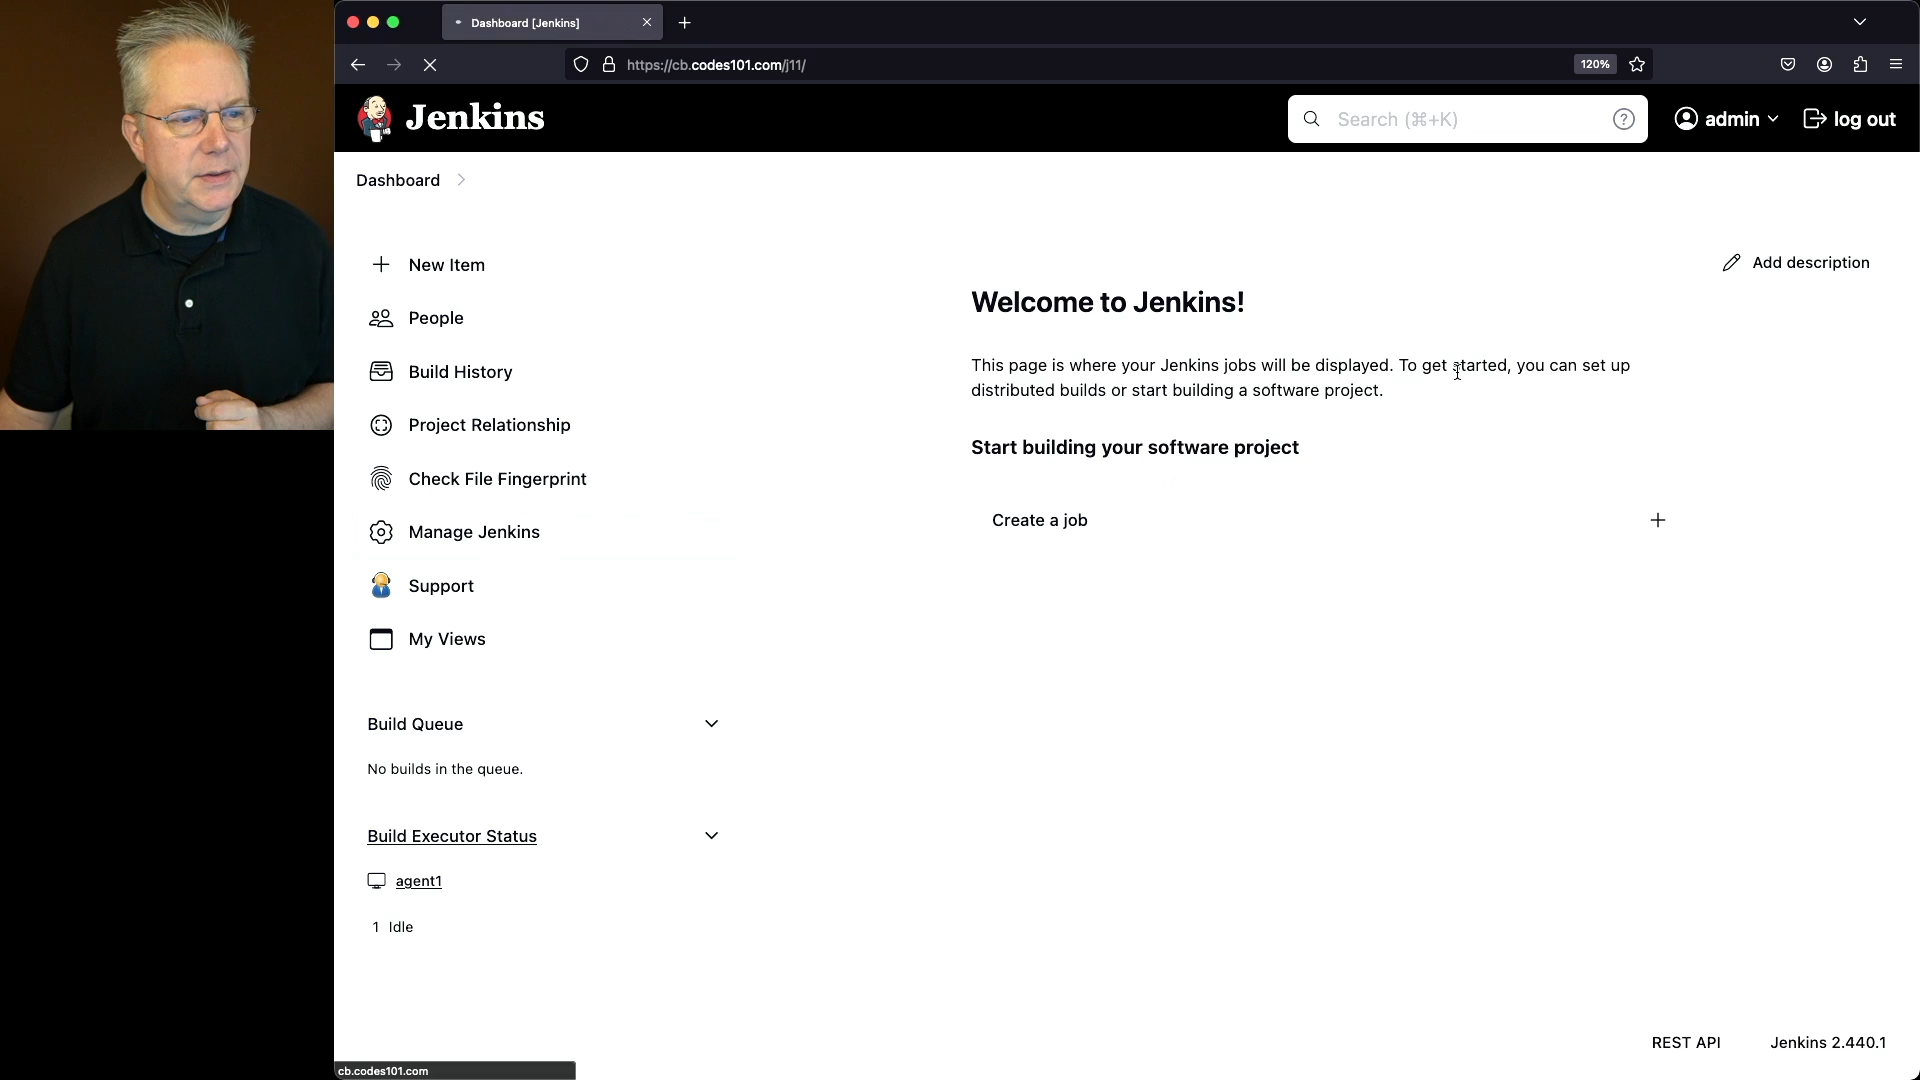 Dashboard [Jenkins]
https://cb.codes101.com/j11/
120%
Jenkins
Search (⌘+K)
admin
log out
Dashboard
New Item
People
Build History
Project Relationship
Check File Fingerprint
Manage Jenkins
Support
My Views
Build Queue
No builds in the queue.
Build Executor Status
agent1
1 Idle
Add description
Welcome to Jenkins!
This page is where your Jenkins jobs will be displayed. To get started, you can set up
distributed builds or start building a software project.
Start building your software project
Create a job
REST API
Jenkins 2.440.1
cb.codes101.com